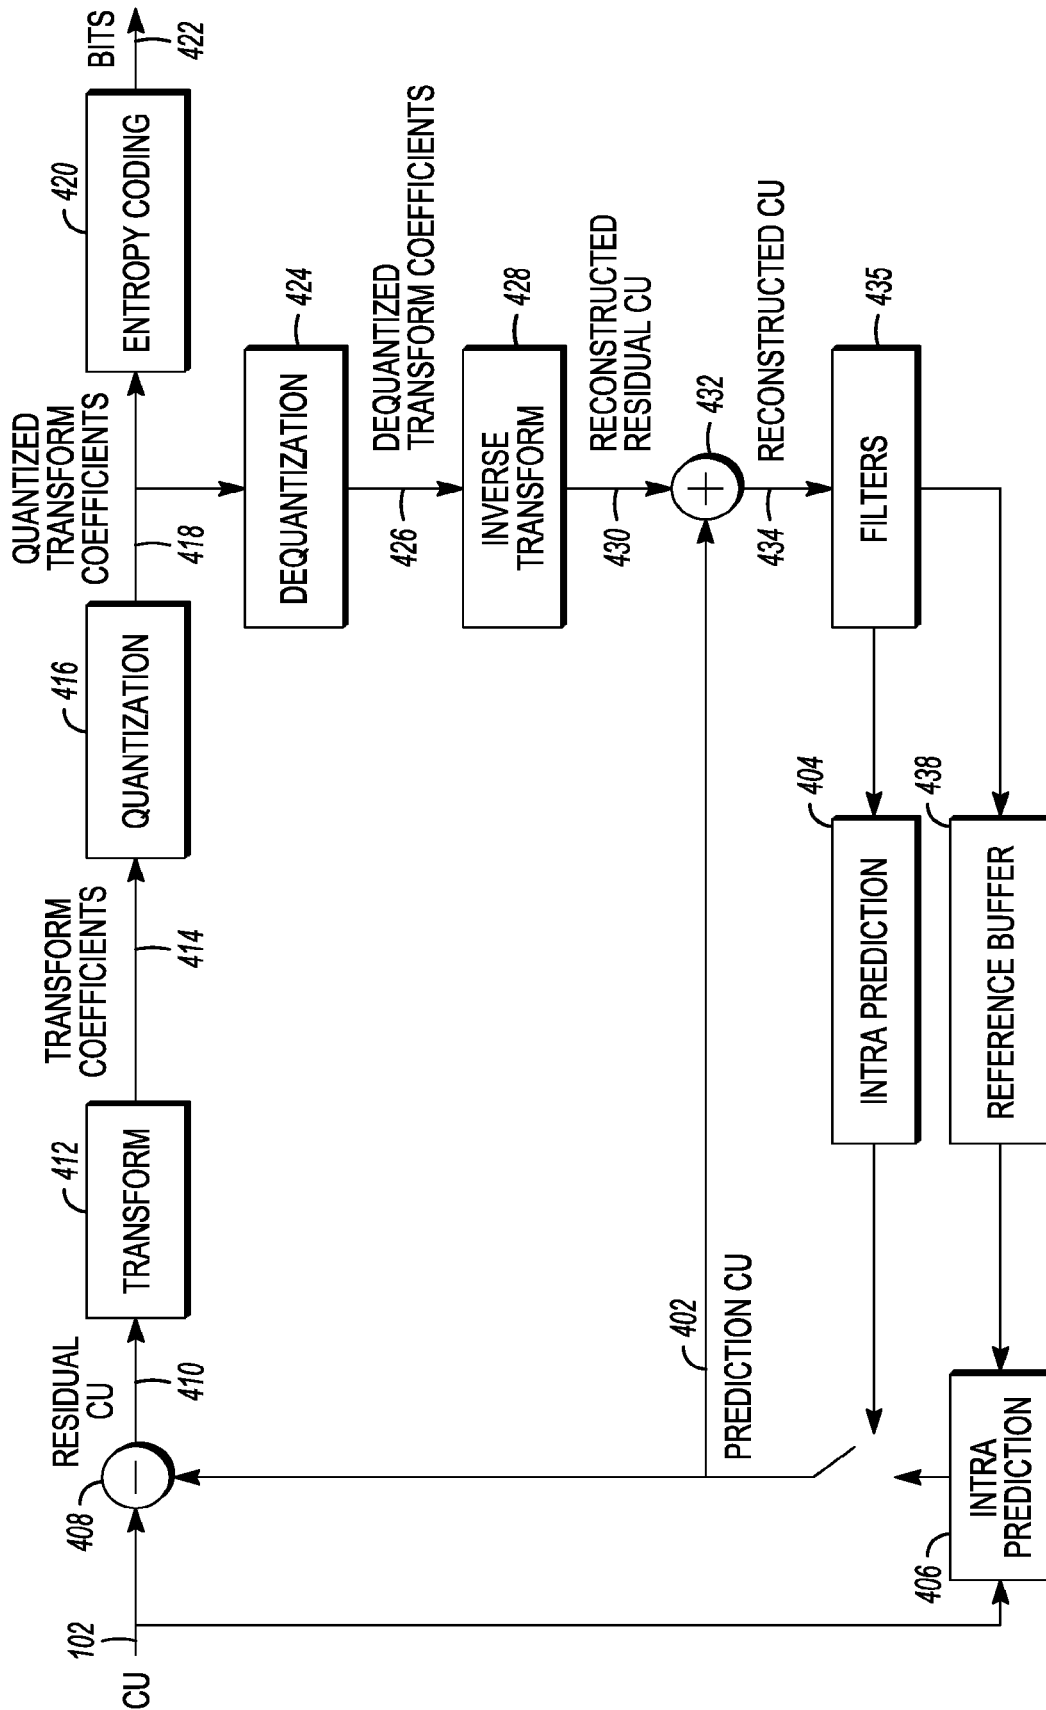 CU
102
408
RESIDUAL
CU
410
412
TRANSFORM
TRANSFORM
COEFFICIENTS
414
416
QUANTIZATION
QUANTIZED
TRANSFORM
COEFFICIENTS
418
420
ENTROPY CODING
BITS
422
DEQUANTIZATION
424
DEQUANTIZED
TRANSFORM COEFFICIENTS
426
INVERSE
TRANSFORM
428
RECONSTRUCTED
RESIDUAL CU
430
432
RECONSTRUCTED CU
434
402
PREDICTION CU
FILTERS
435
404
INTRA PREDICTION
438
REFERENCE BUFFER
406
INTRA
PREDICTION